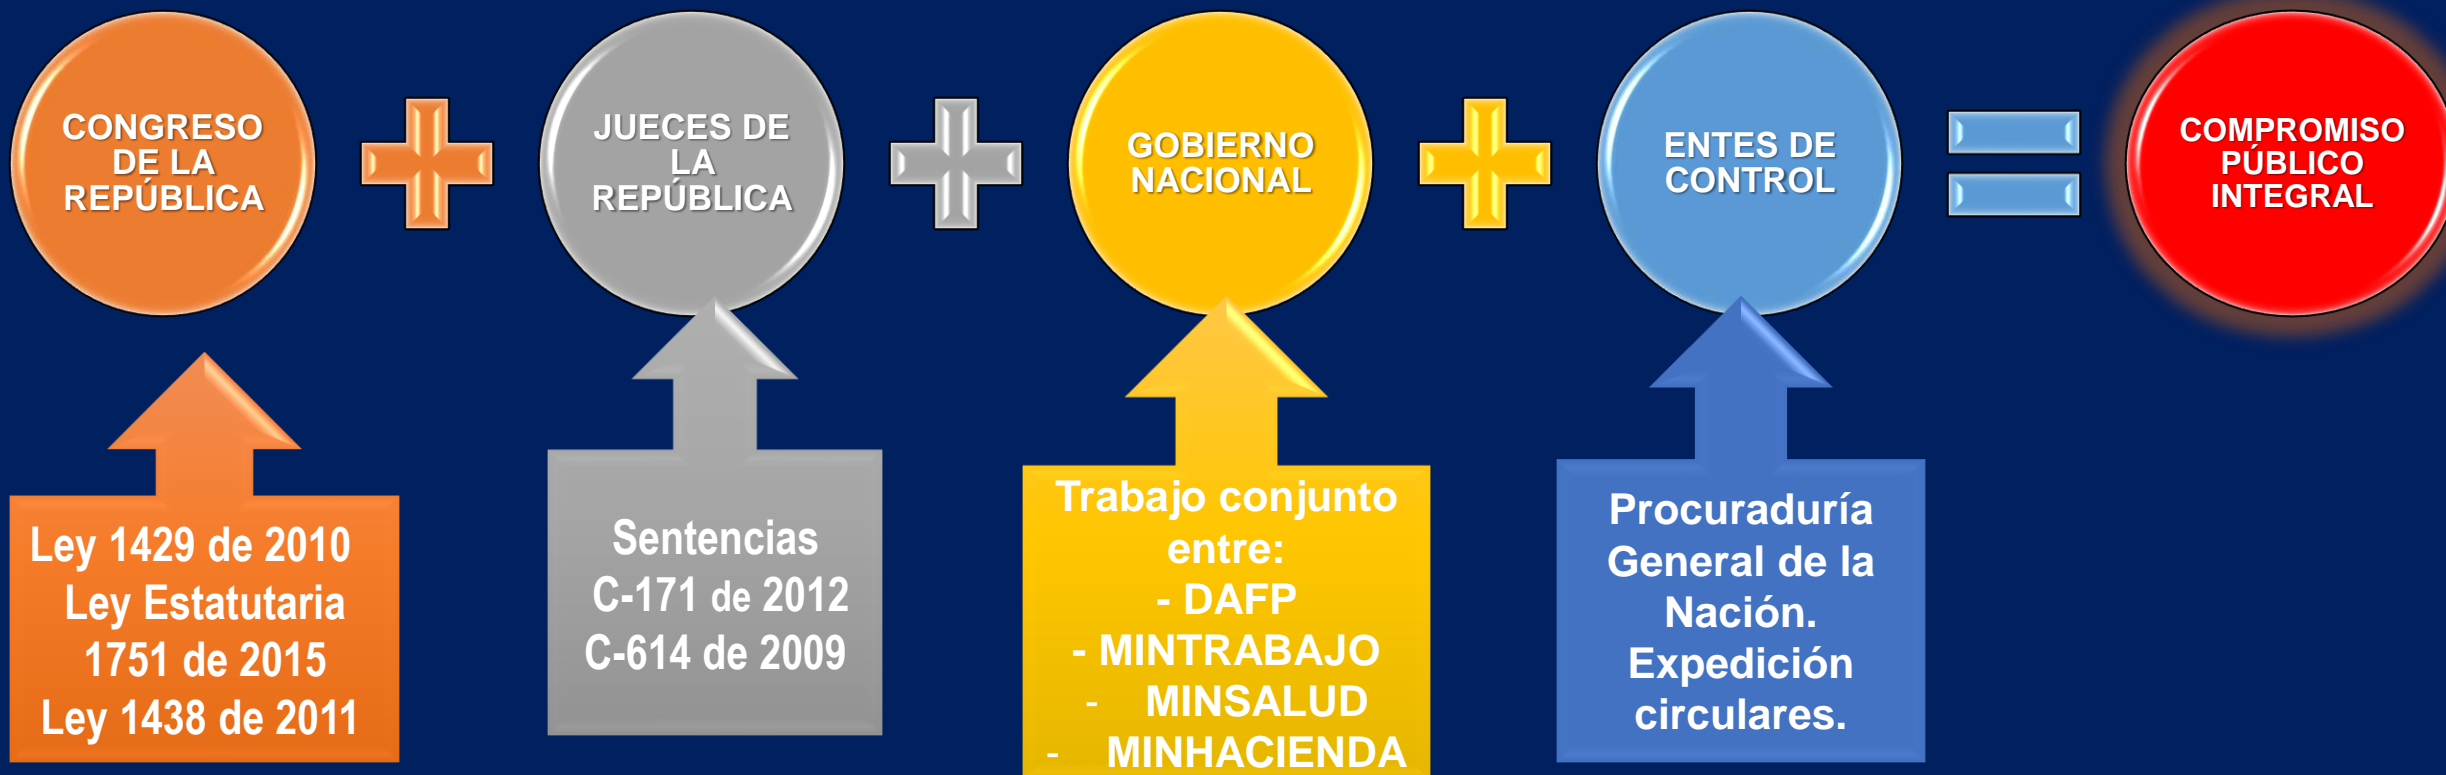 CONGRESO
DE LA
REPÚBLICA
JUECES DE
LA
REPÚBLICA
GOBIERNO
NACIONAL
ENTES DE
CONTROL
COMPROMISO
PÚBLICO
INTEGRAL
Ley 1429 de 2010
Ley Estatutaria
1751 de 2015
Ley 1438 de 2011
Sentencias
C-171 de 2012
C-614 de 2009
Trabajo conjunto
entre:
- DAFP
- MINTRABAJO
- MINSALUD
- MINHACIENDA
Procuraduría
General de la
Nación.
Expedición
circulares.